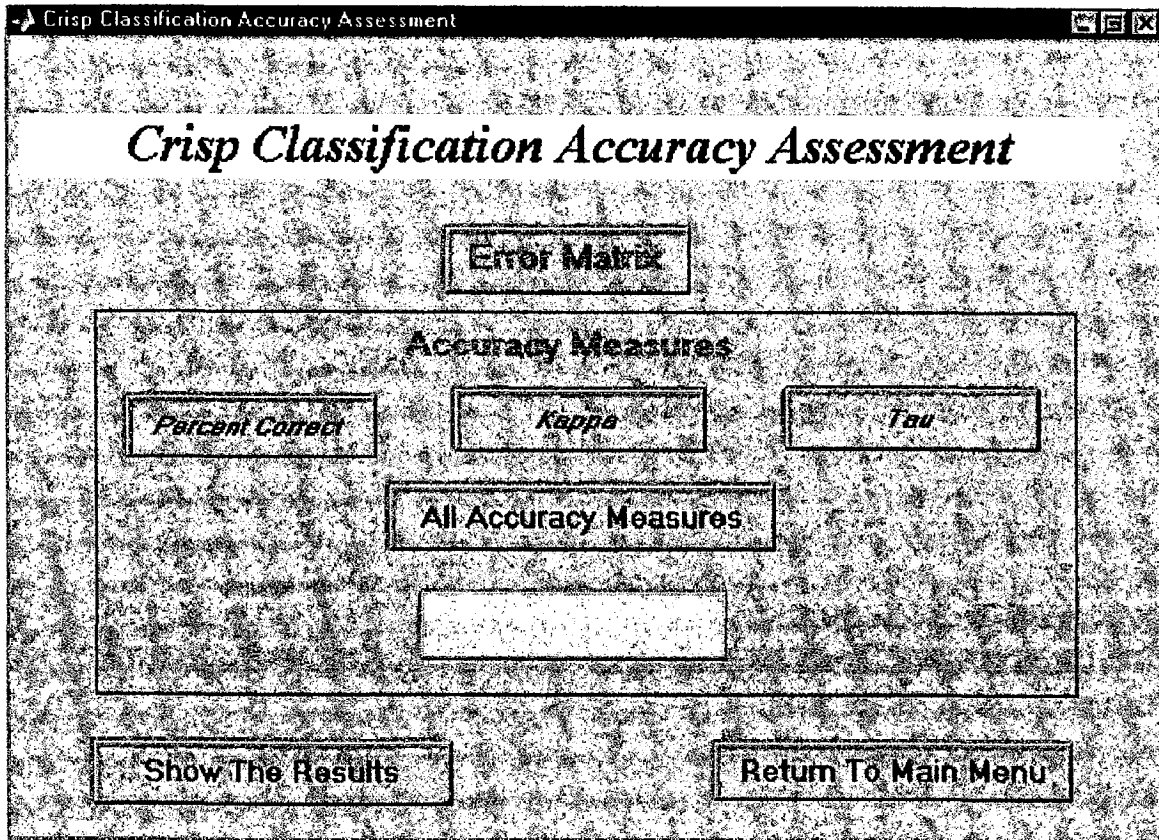 Crisp Classification Accuracy Assessment
Crisp Classification Accuracy Assessment
Error Matrix
Accuracy Measures
Percent Correct
Kappa
Tau
All Accuracy Measures
Show The Results
Return To Main Menu